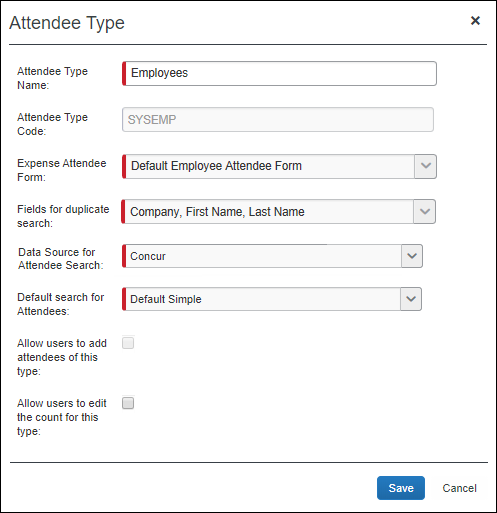 Attendee Type
×
Attendee Type
Name:
Employees
Attendee Type
Code:
SYSEMP
Expense Attendee
Form:
Default Employee Attendee Form
Fields for duplicate
search:
Company, First Name, Last Name
Data Source for
Attendee Search:
Concur
Default search for
Attendees:
Default Simple
Allow users to add
attendees of this
type:
Allow users to edit
the count for this
type:
Save
Cancel